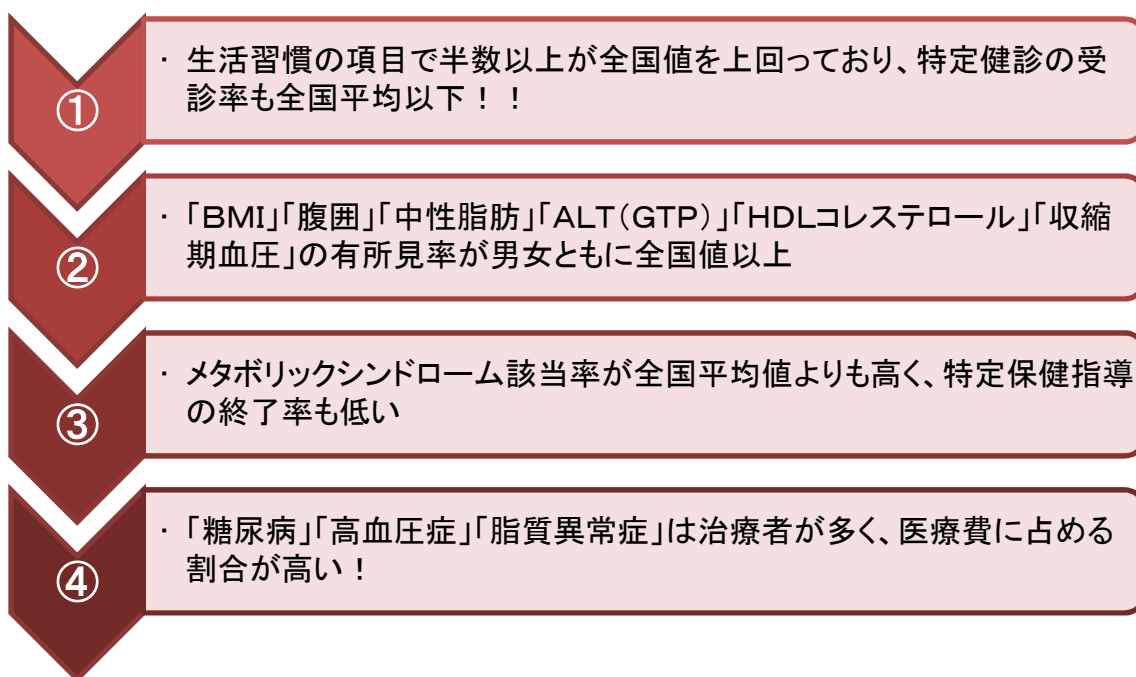 ①
・ 生活習慣の項目で半数以上が全国値を上回っており、特定健診の受
診率も全国平均以下！！
②
・ 「ＢＭＩ」「腹囲」「中性脂肪」「ＡＬＴ（ＧＴＰ）」「ＨＤＬコレステロール」「収縮
期血圧」の有所見率が男女ともに全国値以上
③
・ メタボリックシンドローム該当率が全国平均値よりも高く、特定保健指導
の終了率も低い
④
・ 「糖尿病」「高血圧症」「脂質異常症」は治療者が多く、医療費に占める
割合が高い！